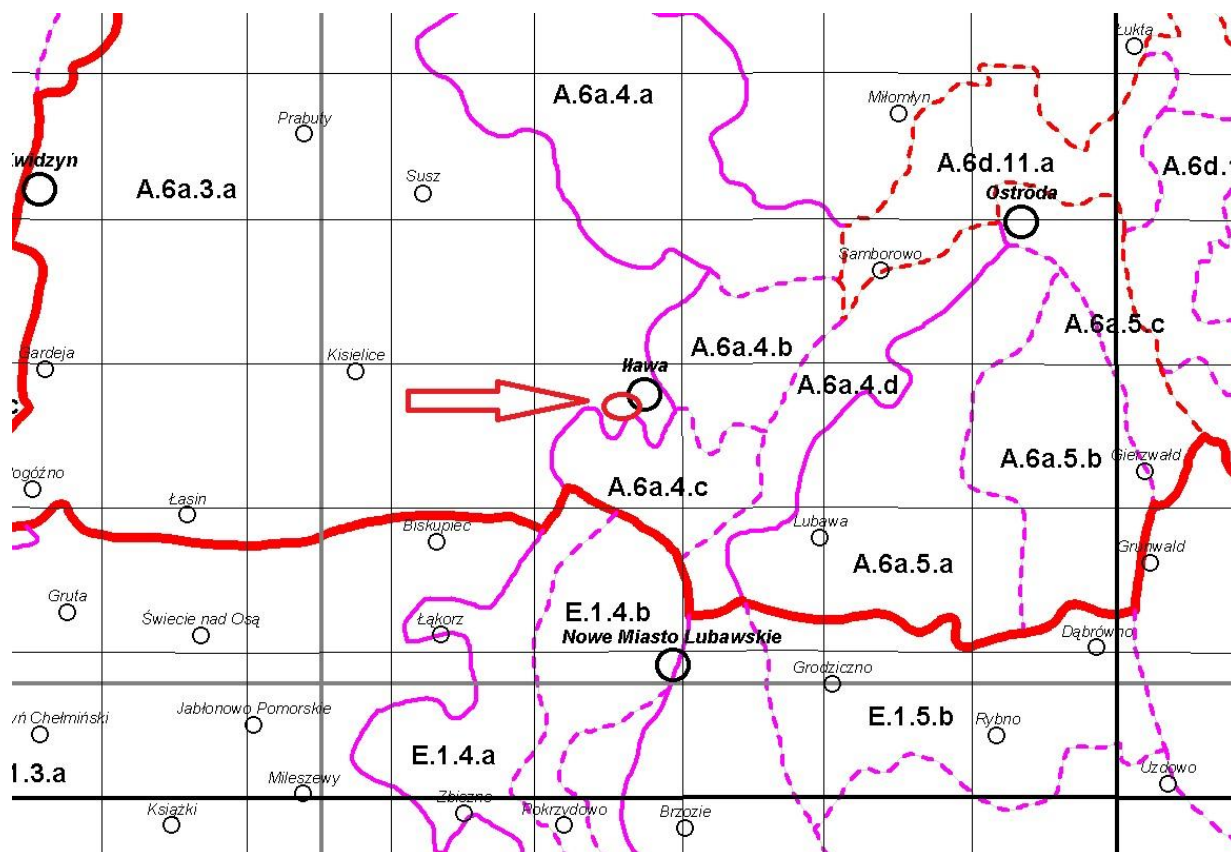 Łukta
A.6a.4.a
Miłomłyn
Prabuty
A.6d.11.a
A.6d.
Kwidzyn
A.6a.3.a
Susz
Ostróda
Samborowo
A.6a.5.c
Gardeja
Kisielice
A.6a.4.b
Iława
A.6a.4.d
Rogóźno
A.6a.5.b
Gierzwałd
A.6a.4.c
Łasin
Biskupiec
Lubawa
Grunwald
A.6a.5.a
Gruta
Świecie nad Osą
Łąkorz
E.1.4.b
Nowe Miasto Lubawskie
Dąbrówno
Grodziczno
yń Chełmiński
Jabłonowo Pomorskie
E.1.5.b
Rybno
1.3.a
E.1.4.a
Mileszewy
Uzdowo
Książki
Zbiczno
Pokrzydowo
Brzozie